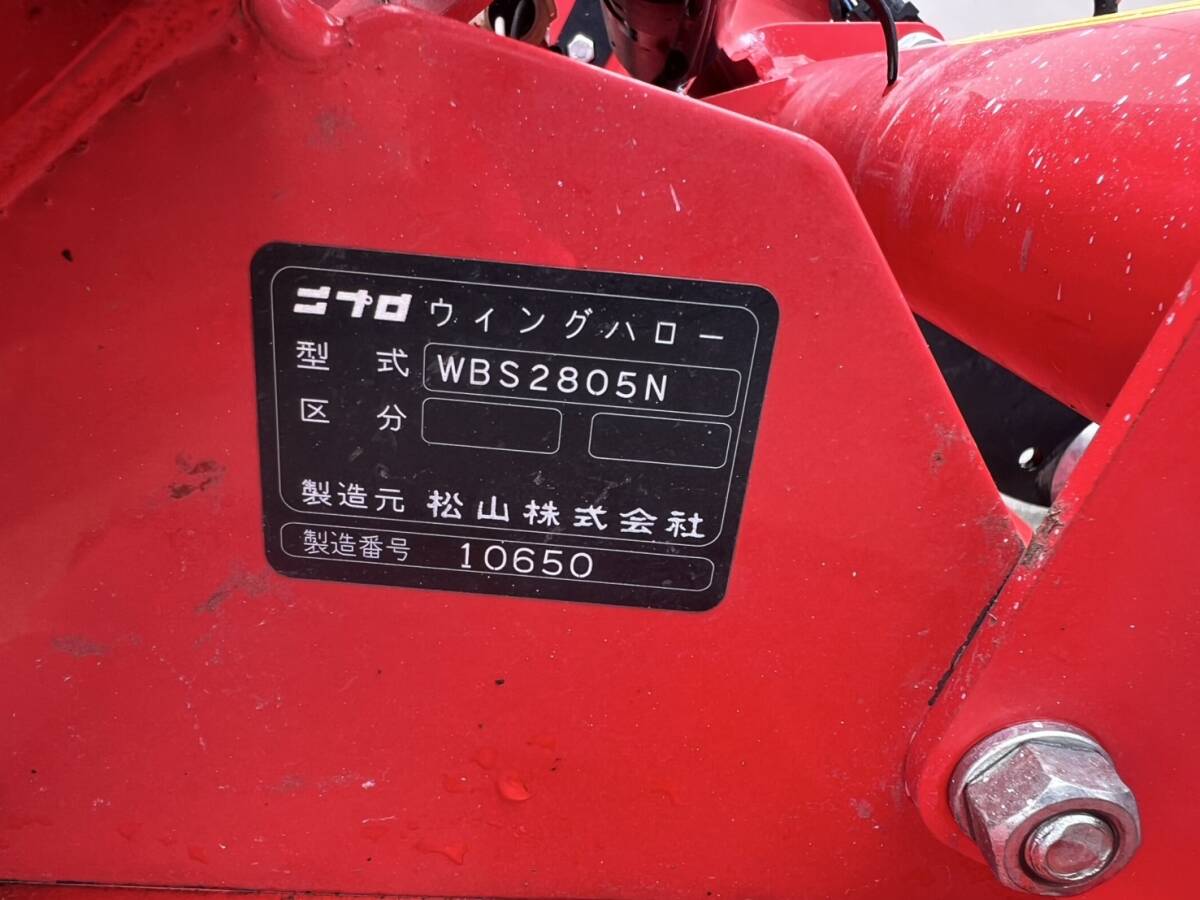 ニプロ ウィングハロー
型式 WBS2805N
区分
製造元 松山株式会社
製造番号 10650